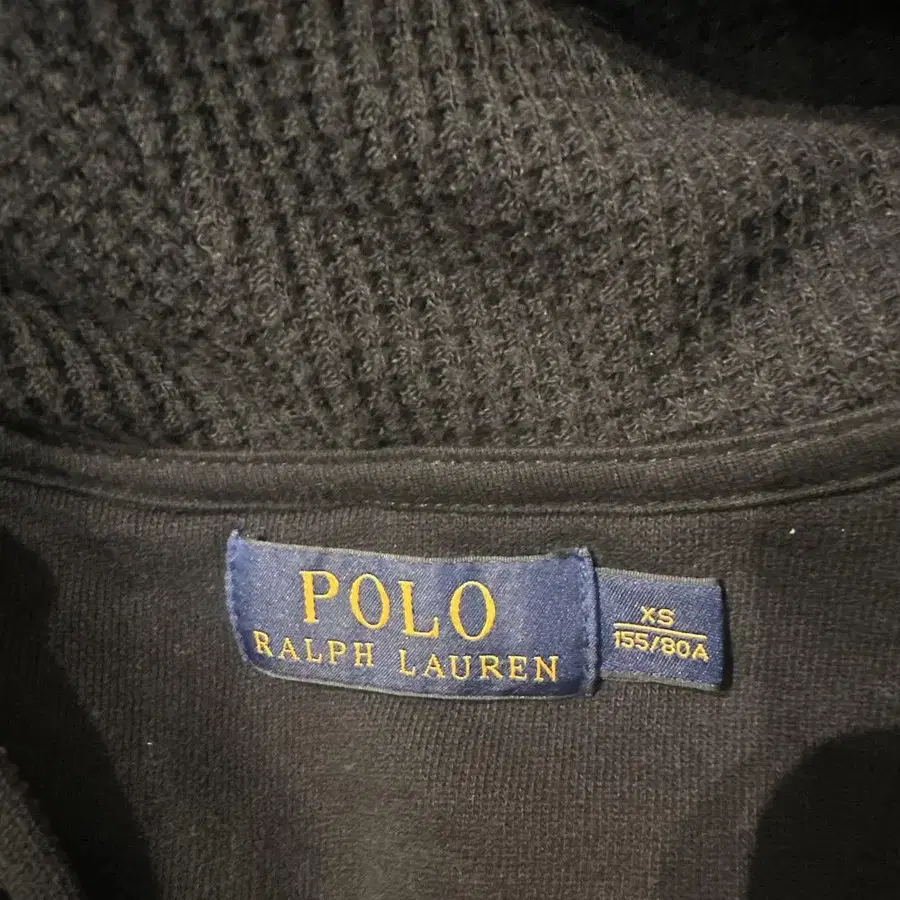 POLO
RALPH LAUREN
XS
155/80A